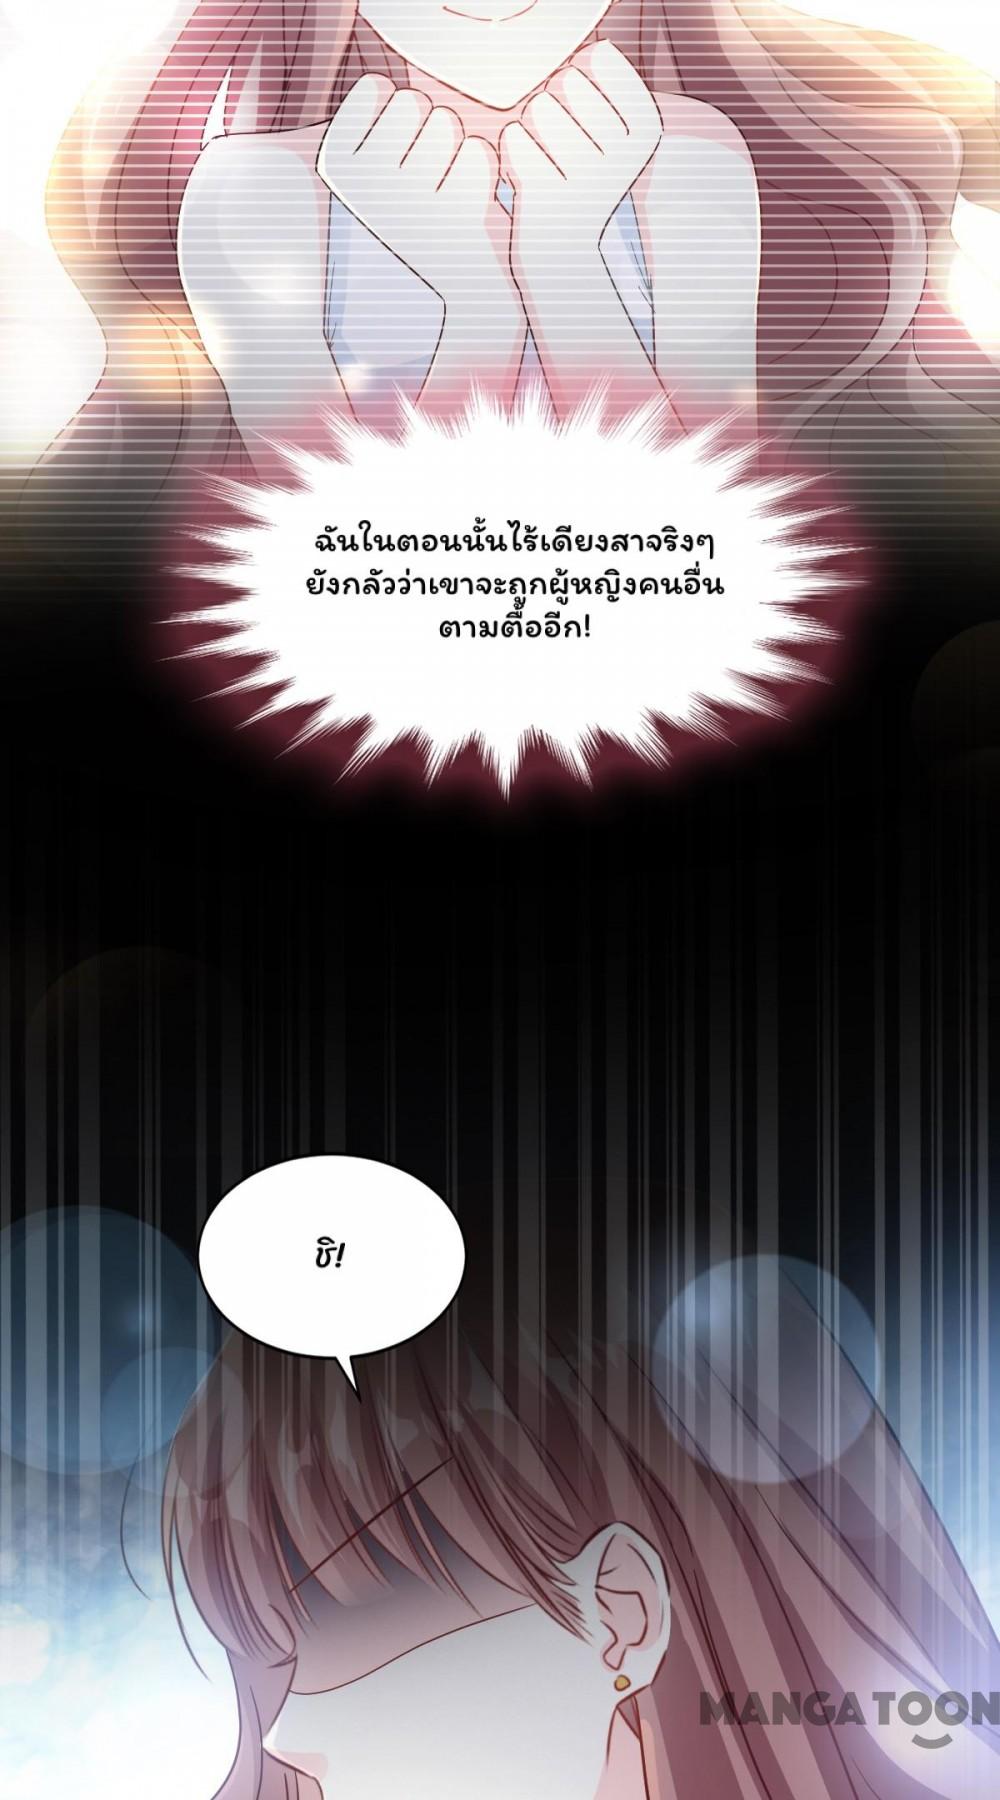 ฉันในตอนนั้นไร้เดียงสาจริงๆ
ยังกลัวว่าเขาจะถูกผู้หญิงคนอื่น
ตามตื้ออีก!
ชิ!
MANGA TOON